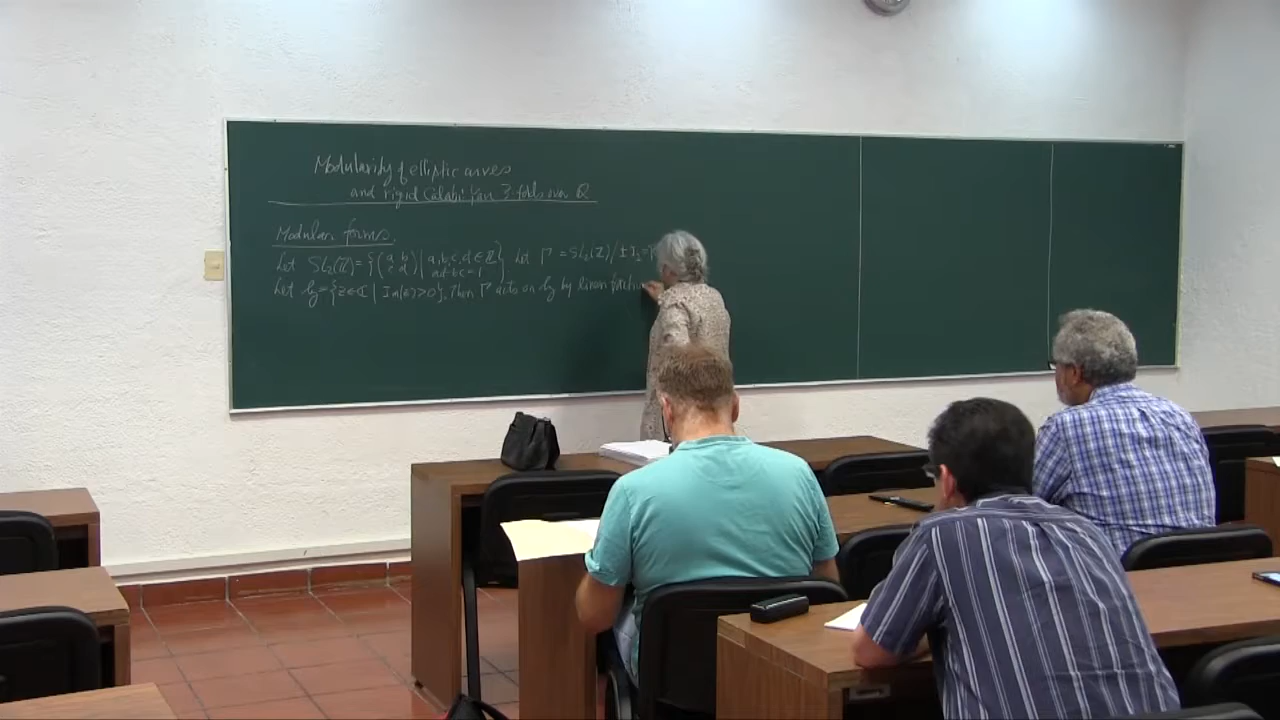 Modularity of elliptic curves
and rigid Calabi-Yau 3-folds over Q
Modular forms.
Let SL₂(ℤ) = {(a b c d) | a,b,c,d ∈ ℤ ad-bc=1} Let Γ = SL₂(ℤ)/±I₂ =
Let 𝔥 = {z∈ℂ | Im(z)>0}. Then Γ acts on 𝔥 by linear